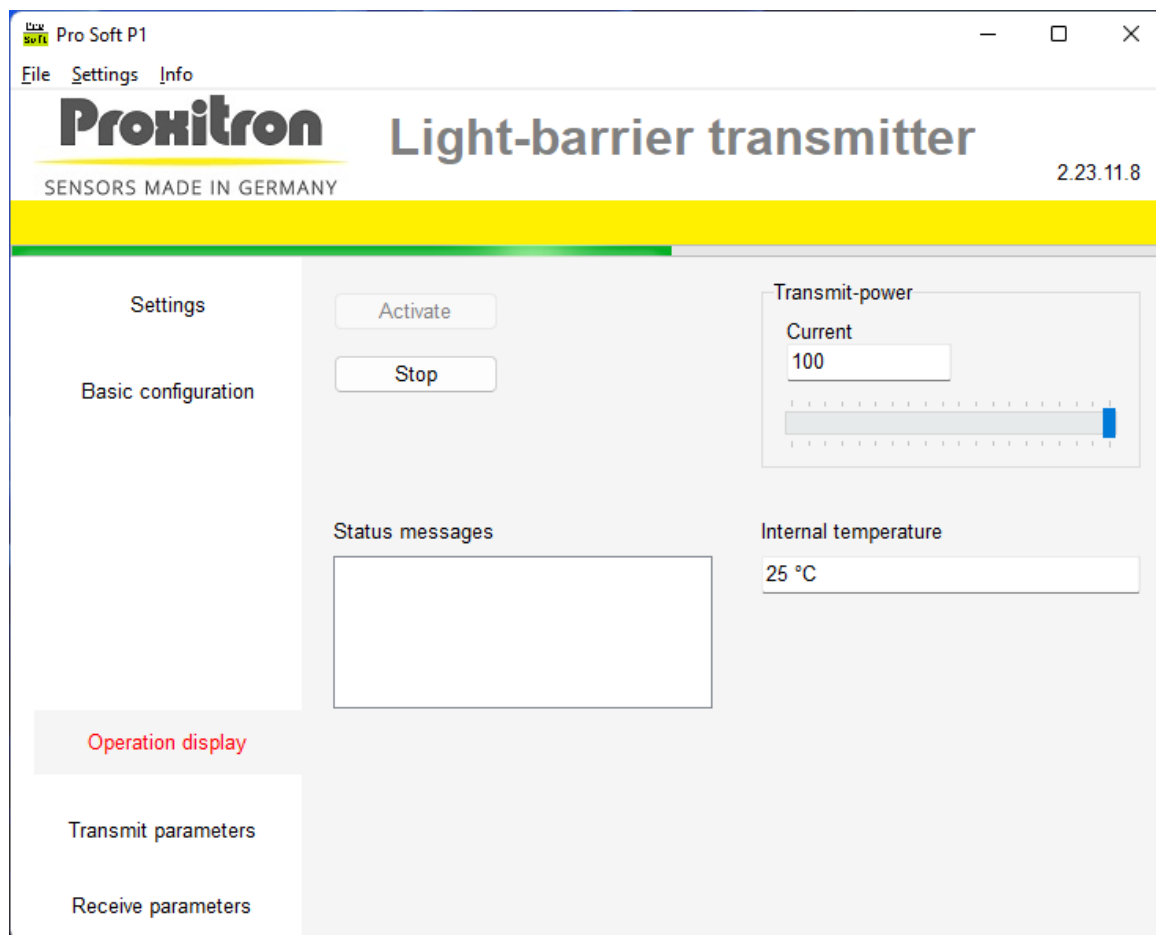 Pro Soft P1
File Settings Info
Proxitron
SENSORS MADE IN GERMANY
Light-barrier transmitter
2.23.11.8
Settings
Basic configuration
Operation display
Transmit parameters
Receive parameters
Activate
Stop
Transmit-power
Current
100
Status messages
Internal temperature
25 °C